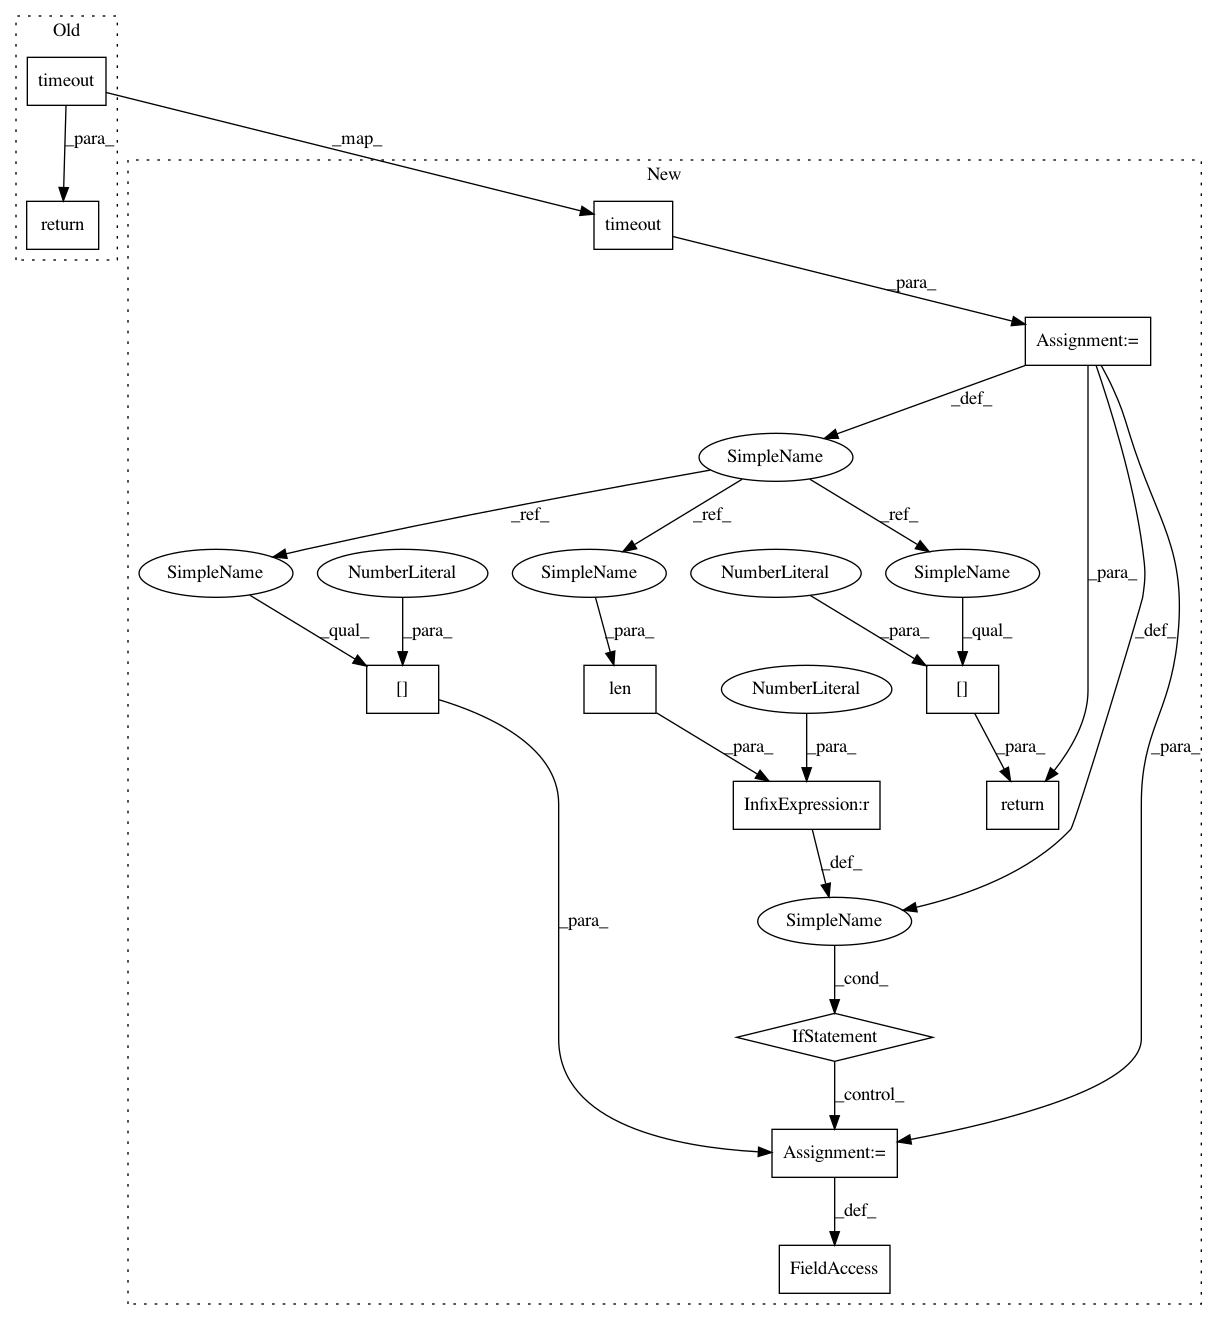 Old
timeout
_para_
_map_
return
New
timeout
_para_
Assignment:=
_def_
SimpleName
_ref_
_ref_
_ref_
SimpleName
NumberLiteral
SimpleName
NumberLiteral
SimpleName
_para_
_qual_
_para_
_para_
_para_
_qual_
_def_
[]
len
NumberLiteral
[]
_para_
_para_
_para_
_para_
InfixExpression:r
return
_def_
_para_
SimpleName
_cond_
IfStatement
_control_
Assignment:=
_def_
FieldAccess